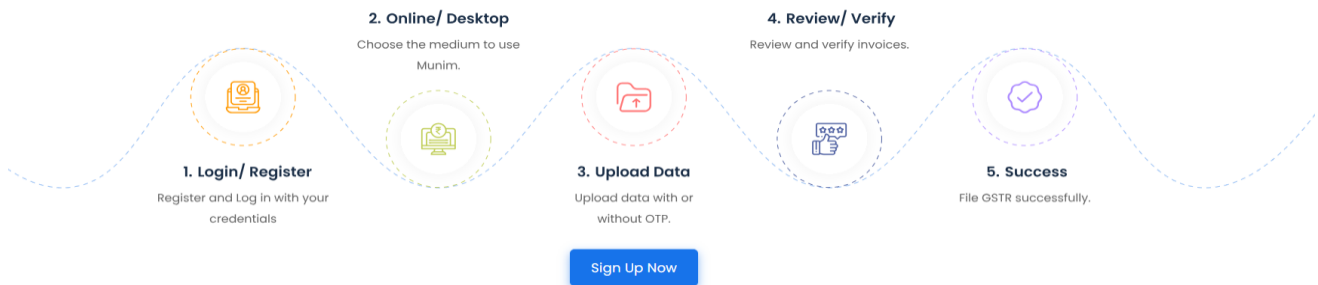 1. Login/ Register
Register and Log in with your
credentials
2. Online/ Desktop
Choose the medium to use
Munim.
3. Upload Data
Upload data with or
without OTP.
4. Review/ Verify
Review and verify invoices.
5. Success
File GSTR successfully.
Sign Up Now